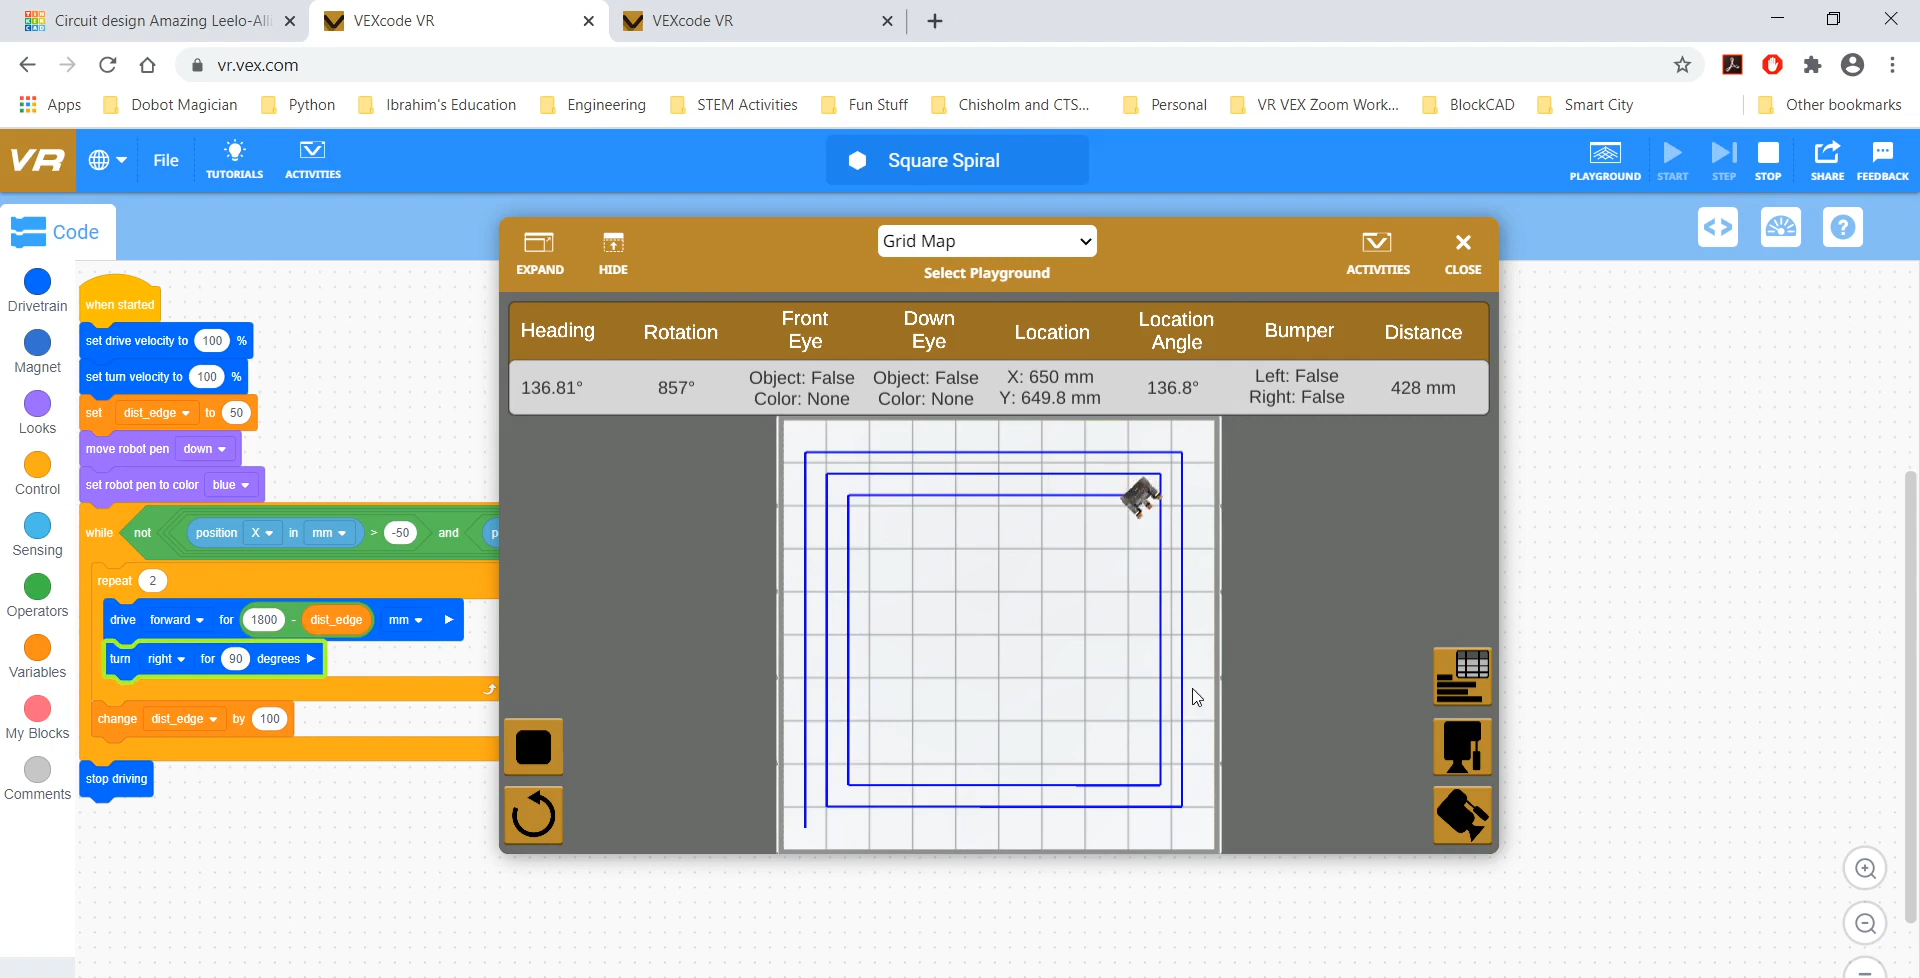 Circuit design Amazing Leelo-Alli
VEXcode VR
VEXcode VR
vr.vex.com
Apps
Dobot Magician
Python
Ibrahim's Education
Engineering
STEM Activities
Fun Stuff
Chisholm and CTS...
Personal
VR VEX Zoom Work...
BlockCAD
Smart City
Other bookmarks
VR
File
TUTORIALS
ACTIVITIES
Square Spiral
PLAYGROUND
START
STEP
STOP
SHARE
FEEDBACK
Code
Drivetrain
Magnet
Looks
Control
Sensing
Operators
Variables
My Blocks
Comments
when started
set drive velocity to 100 %
set turn velocity to 100 %
set dist_edge to 50
move robot pen down
set robot pen to color blue
while not position X in mm > -50 and p
repeat 2
drive forward for 1800 - dist_edge mm
turn right for 90 degrees
change dist_edge by 100
stop driving
EXPAND
HIDE
Grid Map
Select Playground
ACTIVITIES
CLOSE
Heading
Rotation
Front
Eye
Down
Eye
Location
Location
Angle
Bumper
Distance
136.81°
857°
Object: False
Color: None
Object: False
Color: None
X: 650 mm
Y: 649.8 mm
136.8°
Left: False
Right: False
428 mm